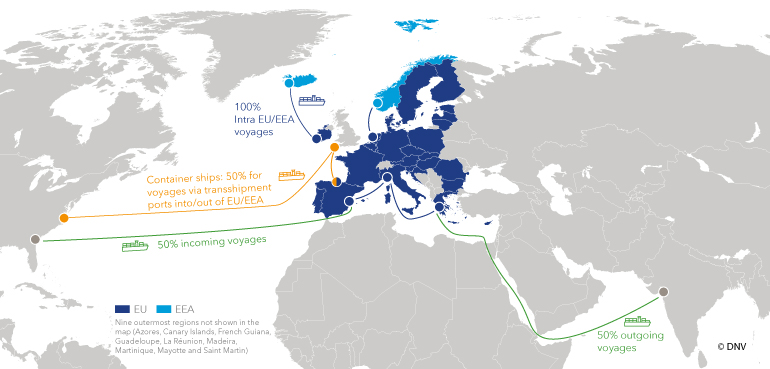 100%
Intra EU/EEA
voyages
Container ships: 50% for
voyages via transshipment
ports into/out of EU/EEA
50% incoming voyages
EU
EEA
Nine outermost regions not shown in the
map (Azores, Canary Islands, French Guiana,
Guadeloupe, La Réunion, Madeira,
Martinique, Mayotte and Saint Martin)
50% outgoing
voyages
© DNV